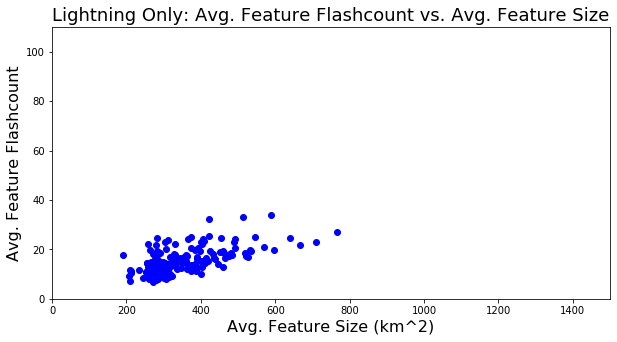 Lightning Only: Avg. Feature Flashcount vs. Avg. Feature Size
100
80
60
40
20
0
Avg. Feature Flashcount
0 200 400 600 800 1000 1200 1400
Avg. Feature Size (km^2)